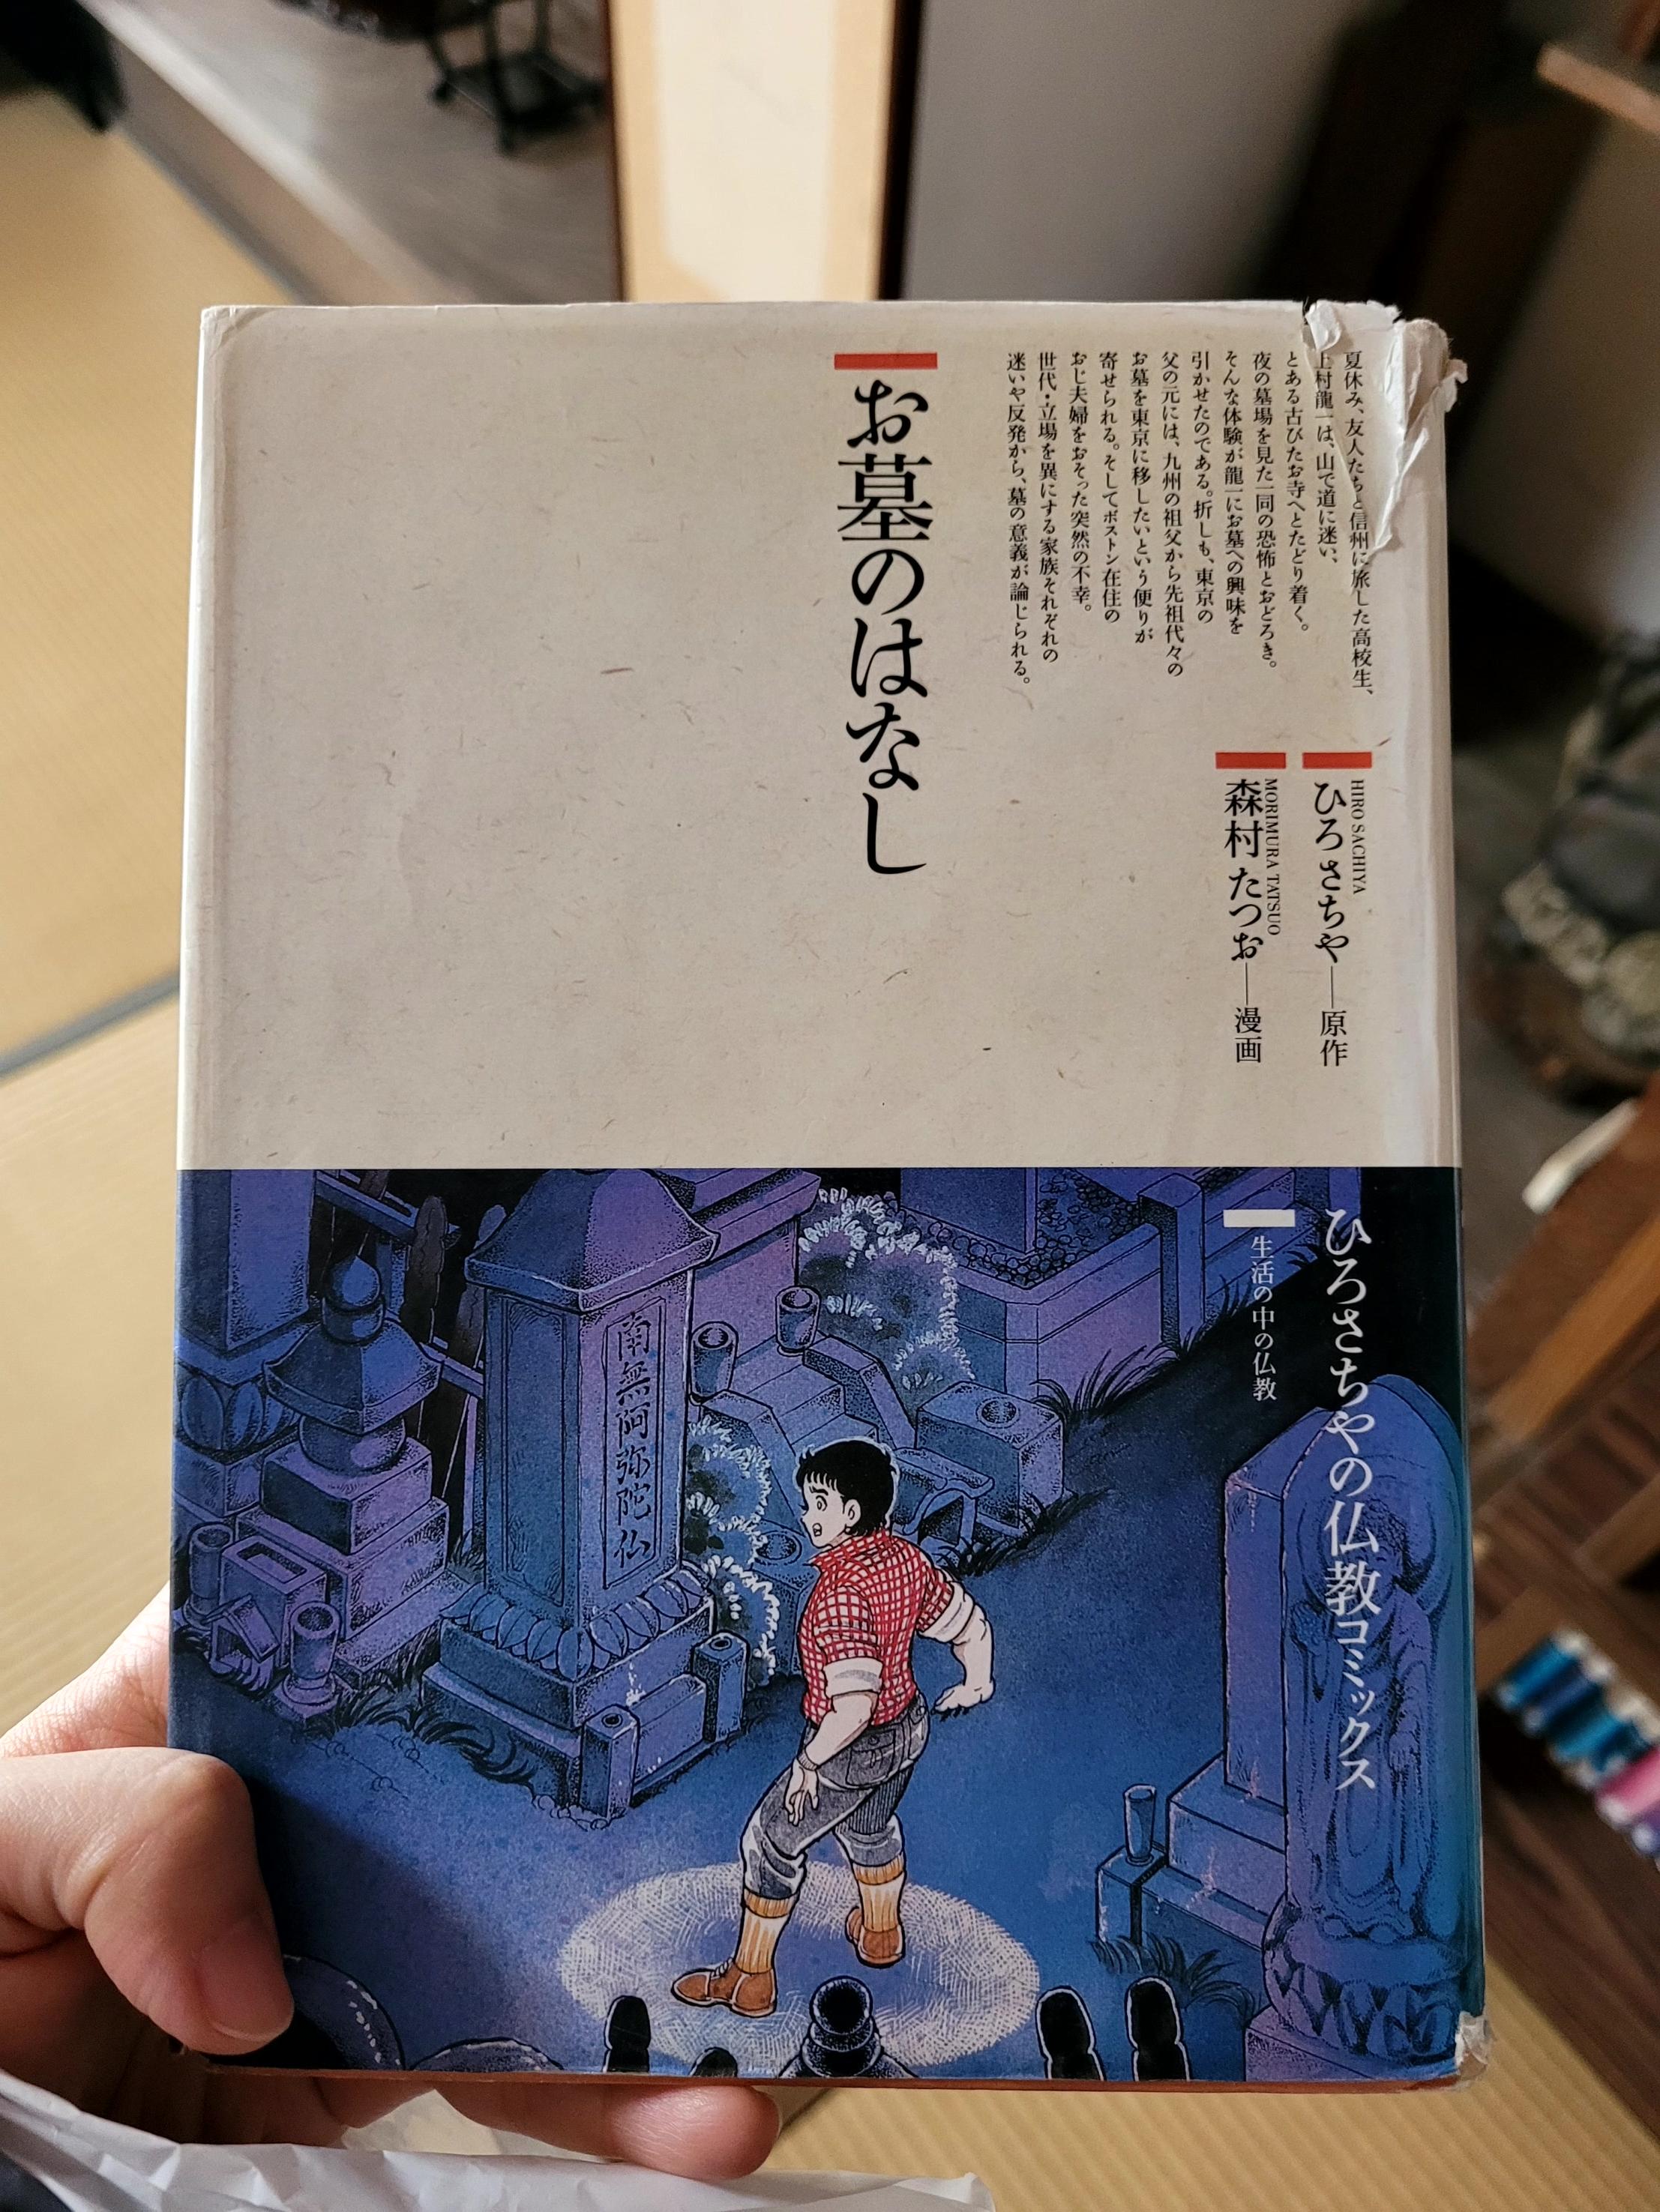 夏休み、友人たちと信州に旅した高校生、
上村龍一は、山で道に迷い、
とある古びたお寺へとたどり着く。
夜の墓場を見た一同の恐怖とおどろき。
そんな体験が龍一にお墓への興味を
引かせたのである。折しも、東京の
父の元には、九州の祖父から先祖代々の
お墓を東京に移したいという便りが
寄せられる。そしてボストン在住の
おじ夫婦をおそった突然の不幸。
世代・立場を異にする家族それぞれの
迷いや反発から、墓の意義が論じられる。
お墓のはなし
HIRO SACHIYA
ひろさちや──原作
MORIMURA TATSUO
森村たつお──漫画
ひろさちやの仏教コミックス
生活の中の仏教
南無阿弥陀仏